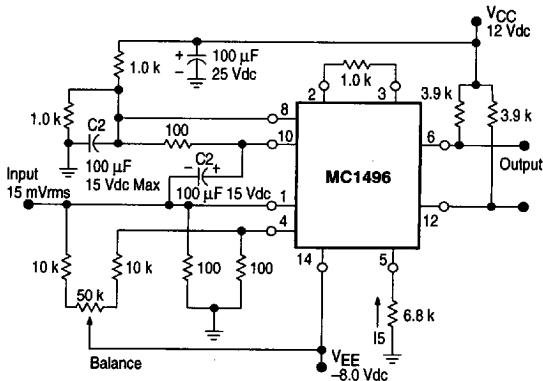 VCC
12 Vdc
+
–
100 µF
25 Vdc
1.0 k
1.0 k
2
3
3.9 k
3.9 k
1.0 k
C2
100 µF
15 Vdc Max
100
8
10
6
Output
C2
– +
100 µF 15 Vdc
MC1496
Input
15 mVrms
1
4
12
10 k
10 k
100
100
14
5
50 k
6.8 k
I5
Balance
VEE
–8.0 Vdc